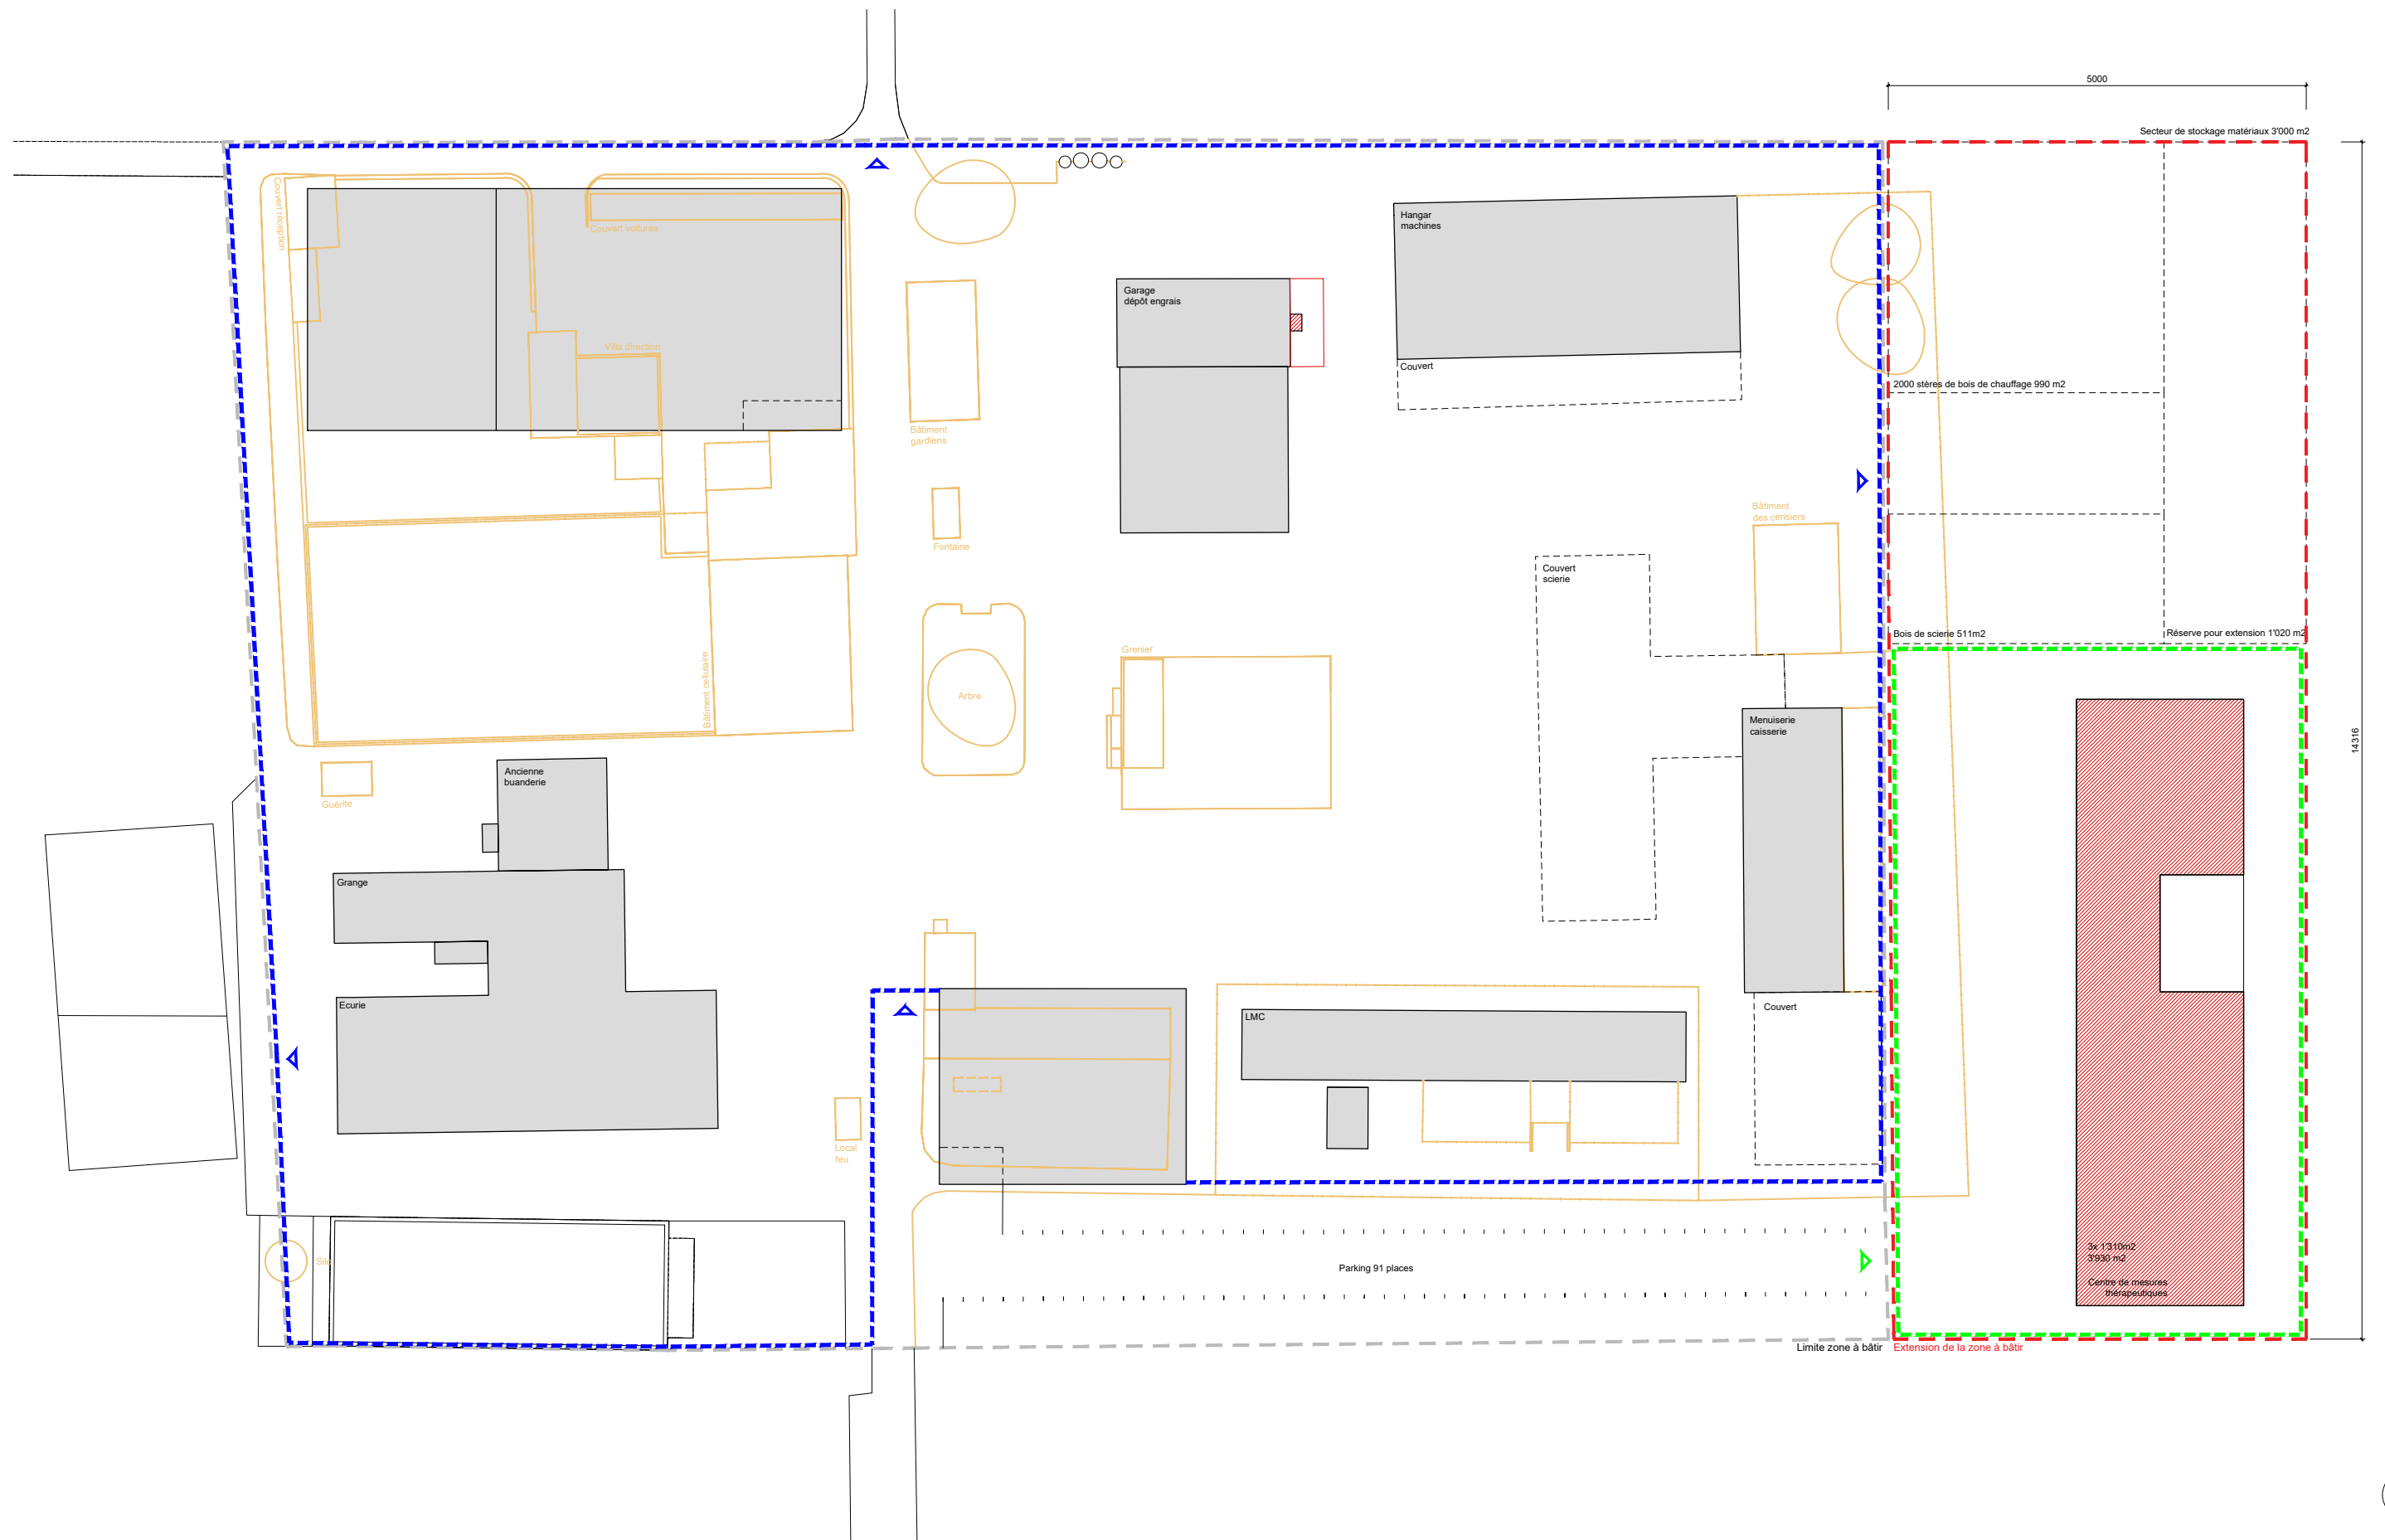 5000
Secteur de stockage matériaux 3'000 m2
Couvert réception
Couvert voitures
Hangar
machines
Garage
dépôt engrais
Villa direction
Couvert
2000 stères de bois de chauffage 990 m2
Bâtiment
gardiens
Bâtiment
des cerisiers
Fontaine
Couvert
scierie
Bois de scierie 511m2
Réserve pour extension 1'020 m2
Grenier
Bâtiment cellulaire
Arbre
Menuiserie
caisserie
14316
Ancienne
buanderie
Guérite
Grange
Ecurie
Couvert
LMC
Local
feu
Silo
Parking 91 places
3x 1'310m2
3'930 m2
Centre de mesures
thérapeutiques
Limite zone à bâtir
Extension de la zone à bâtir